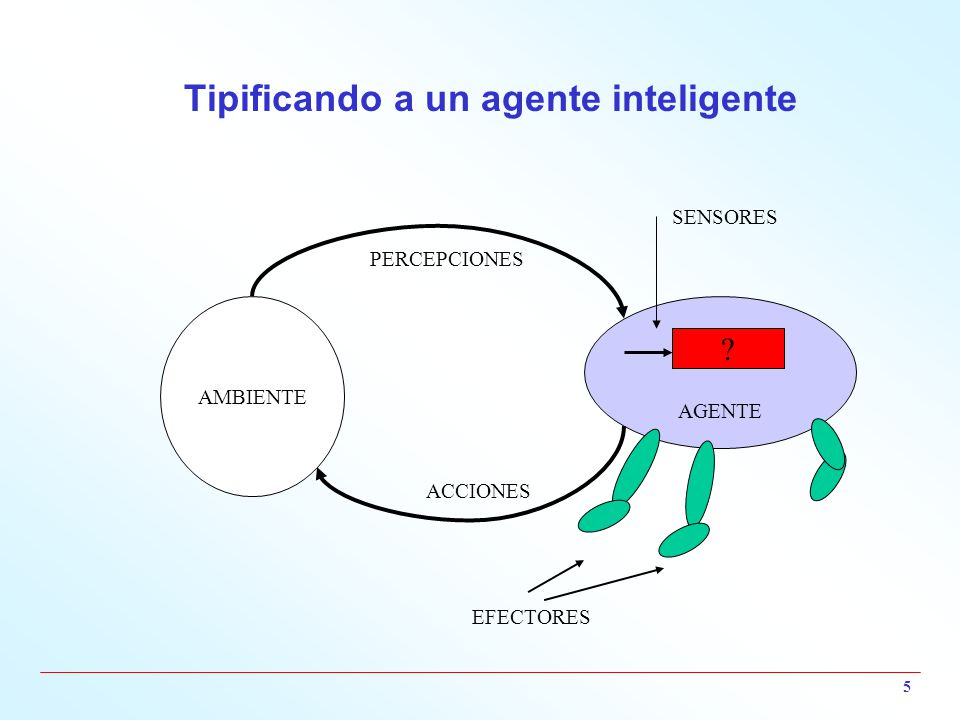 Tipificando a un agente inteligente
SENSORES
PERCEPCIONES
?
AMBIENTE
AGENTE
ACCIONES
EFECTORES
5